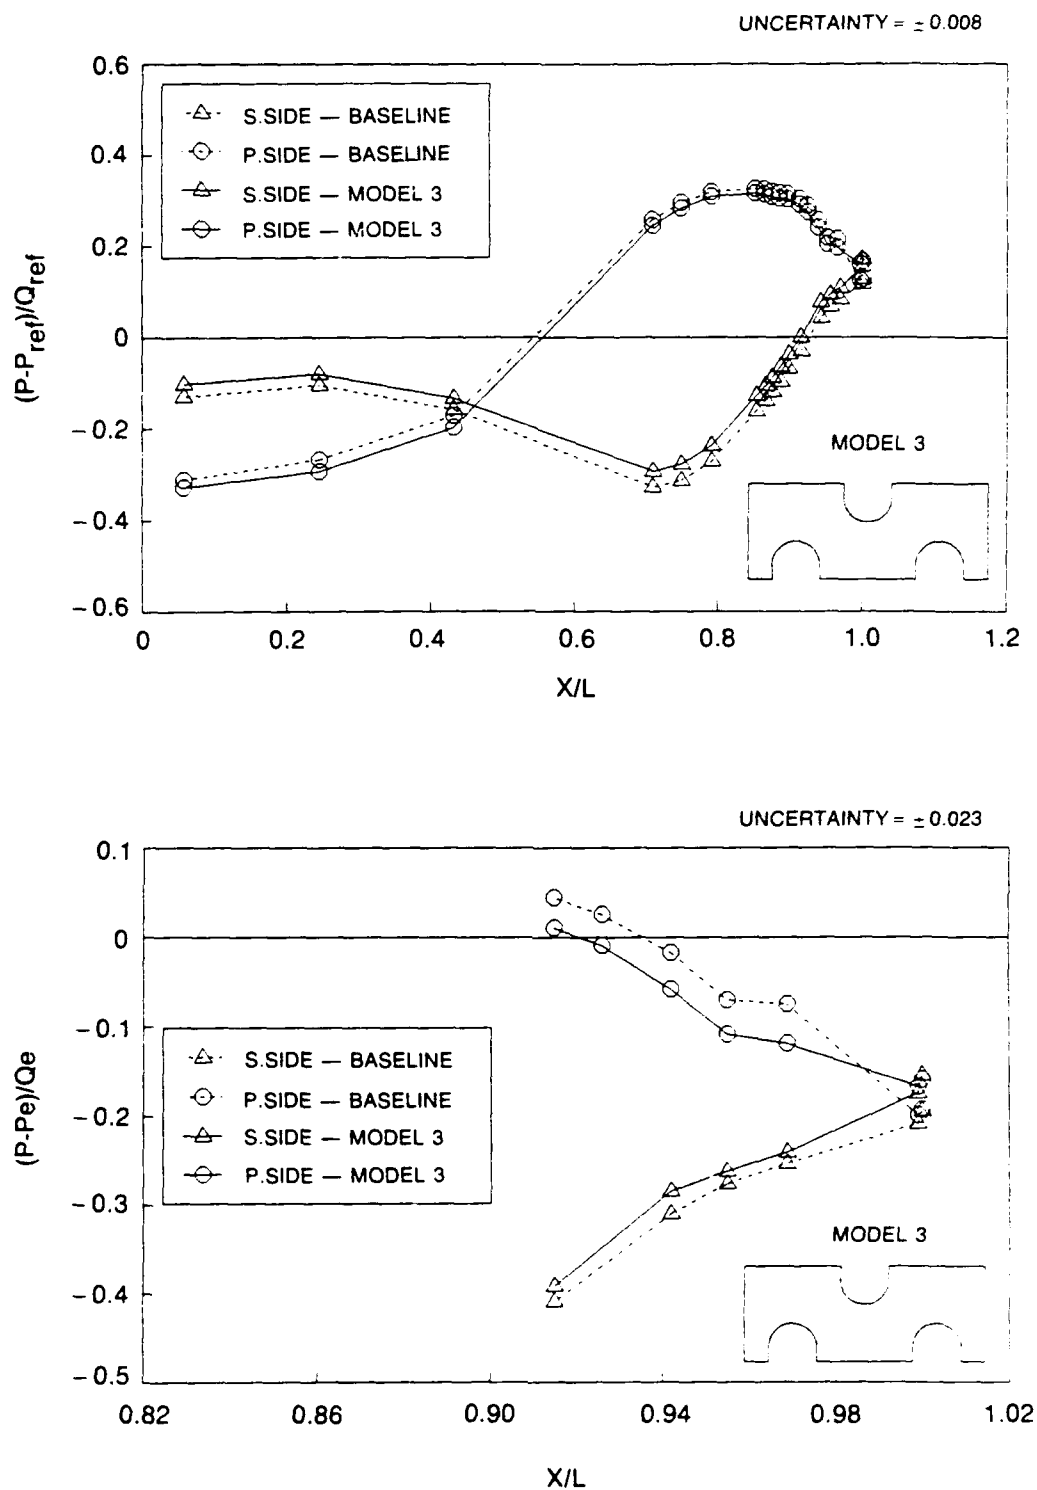 UNCERTAINTY = ± 0.008
0.6
0.4
0.2
0
−0.2
−0.4
−0.6
(P-Pref)/Qref
S.SIDE — BASELINE
P.SIDE — BASELINE
S.SIDE — MODEL 3
P.SIDE — MODEL 3
MODEL 3
0 0.2 0.4 0.6 0.8 1.0 1.2
X/L
UNCERTAINTY = ± 0.023
0.1
0
−0.1
−0.2
−0.3
−0.4
−0.5
(P-Pe)/Qe
S.SIDE — BASELINE
P.SIDE — BASELINE
S.SIDE — MODEL 3
P.SIDE — MODEL 3
MODEL 3
0.82 0.86 0.90 0.94 0.98 1.02
X/L